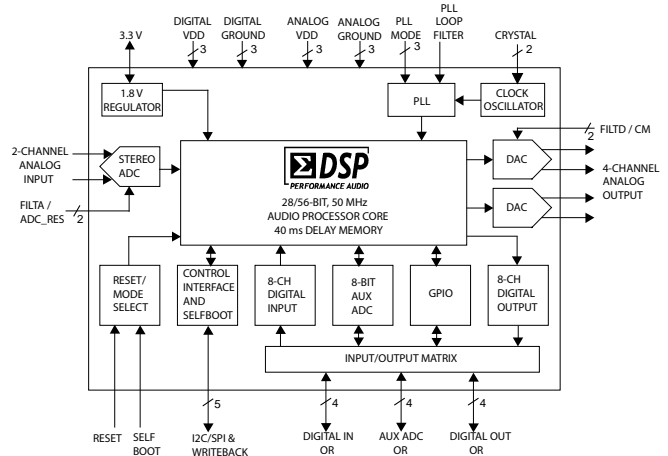 3.3 V
DIGITAL
VDD
3
DIGITAL
GROUND
3
ANALOG
VDD
3
ANALOG
GROUND
3
PLL
MODE
3
PLL
LOOP
FILTER
CRYSTAL
2
1.8 V
REGULATOR
PLL
CLOCK
OSCILLATOR
2-CHANNEL
ANALOG
INPUT
STEREO
ADC
FILTA /
ADC_RES
2
ΣDSP
PERFORMANCE AUDIO
28/56-BIT, 50 MHz
AUDIO PROCESSOR CORE
40 ms DELAY MEMORY
DAC
2
FILTD / CM
4-CHANNEL
ANALOG
OUTPUT
DAC
RESET/
MODE
SELECT
CONTROL
INTERFACE
AND
SELFBOOT
8-CH
DIGITAL
INPUT
8-BIT
AUX
ADC
GPIO
8-CH
DIGITAL
OUTPUT
INPUT/OUTPUT MATRIX
5
4
4
4
RESET
SELF
BOOT
I2C/SPI &
WRITEBACK
DIGITAL IN
OR
AUX ADC
OR
DIGITAL OUT
OR